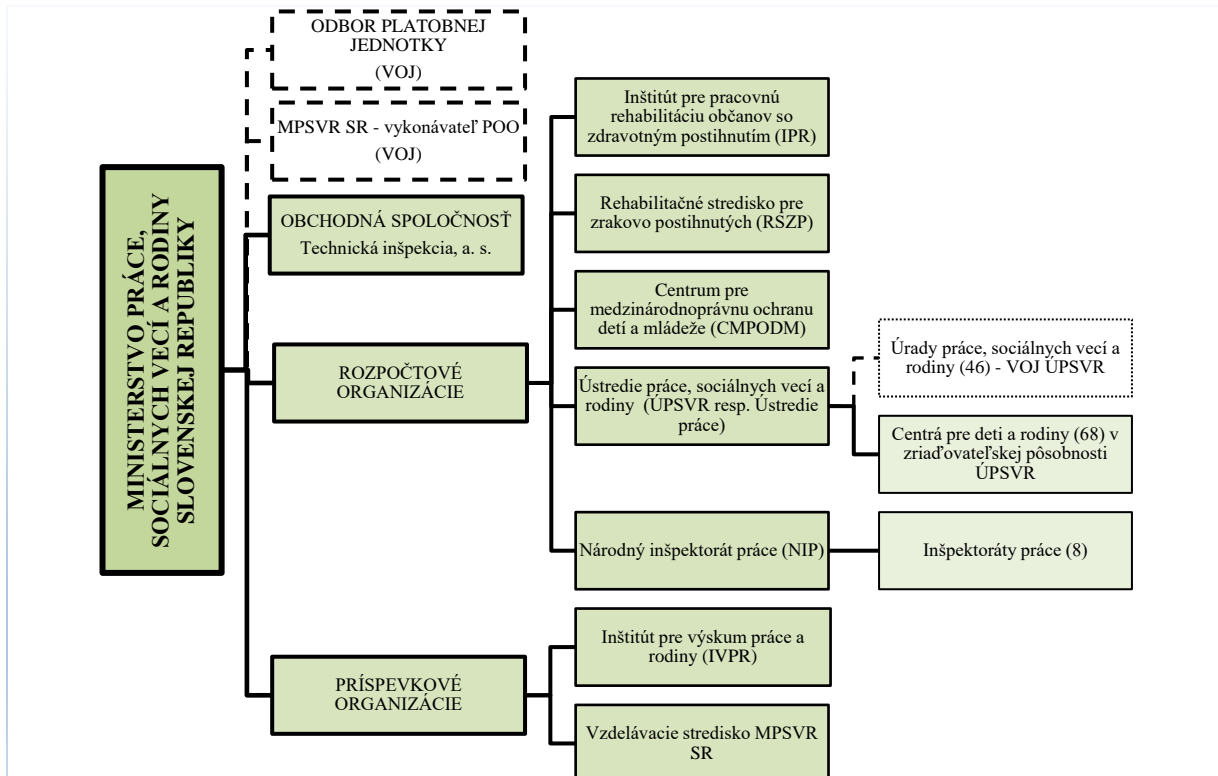 MINISTERSTVO PRÁCE,
SOCIÁLNYCH VECÍ A RODINY
SLOVENSKEJ REPUBLIKY
ODBOR PLATOBNEJ
JEDNOTKY
(VOJ)
MPSVR SR - vykonávateľ POO
(VOJ)
OBCHODNÁ SPOLOČNOSŤ
Technická inšpekcia, a. s.
ROZPOČTOVÉ
ORGANIZÁCIE
Inštitút pre pracovnú
rehabilitáciu občanov so
zdravotným postihnutím (IPR)
Rehabilitačné stredisko pre
zrakovo postihnutých (RSZP)
Centrum pre
medzinárodnoprávnu ochranu
detí a mládeže (CMPODM)
Ústredie práce, sociálnych vecí a
rodiny (ÚPSVR resp. Ústredie
práce)
Úrady práce, sociálnych vecí a
rodiny (46) - VOJ ÚPSVR
Centrá pre deti a rodiny (68) v
zriaďovateľskej pôsobnosti
ÚPSVR
Národný inšpektorát práce (NIP)
Inšpektoráty práce (8)
PRÍSPEVKOVÉ
ORGANIZÁCIE
Inštitút pre výskum práce a
rodiny (IVPR)
Vzdelávacie stredisko MPSVR
SR